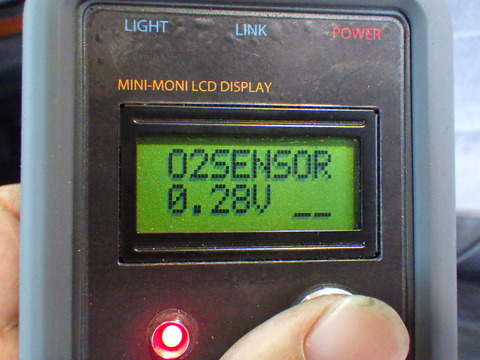 LIGHT LINK POWER
MINI-MONI LCD DISPLAY
O2SENSOR
0.28V __